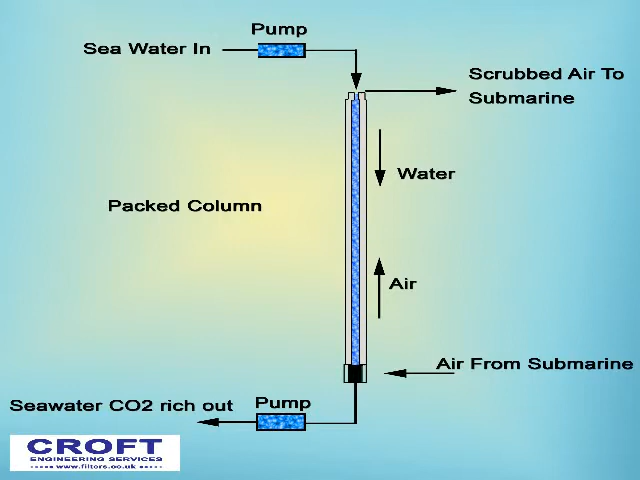 Pump
Sea Water In
Scrubbed Air To
Submarine
Water
Packed Column
Air
Air From Submarine
Seawater CO2 rich out
Pump
CROFT
ENGINEERING SERVICES
www.filters.co.uk